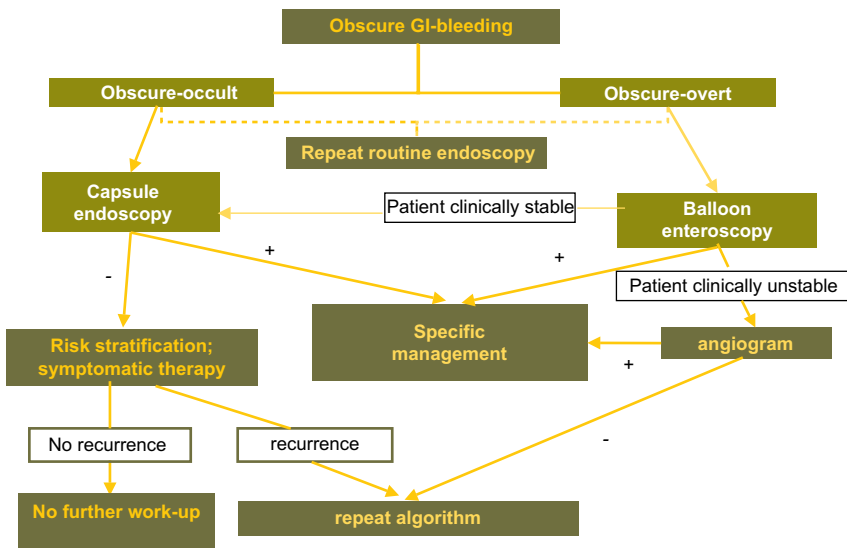 Obscure GI-bleeding
Obscure-occult
Obscure-overt
Repeat routine endoscopy
Capsule
endoscopy
Patient clinically stable
Balloon
enteroscopy
+
+
-
Patient clinically unstable
Specific
management
Risk stratification;
symptomatic therapy
angiogram
+
No recurrence
recurrence
-
No further work-up
repeat algorithm